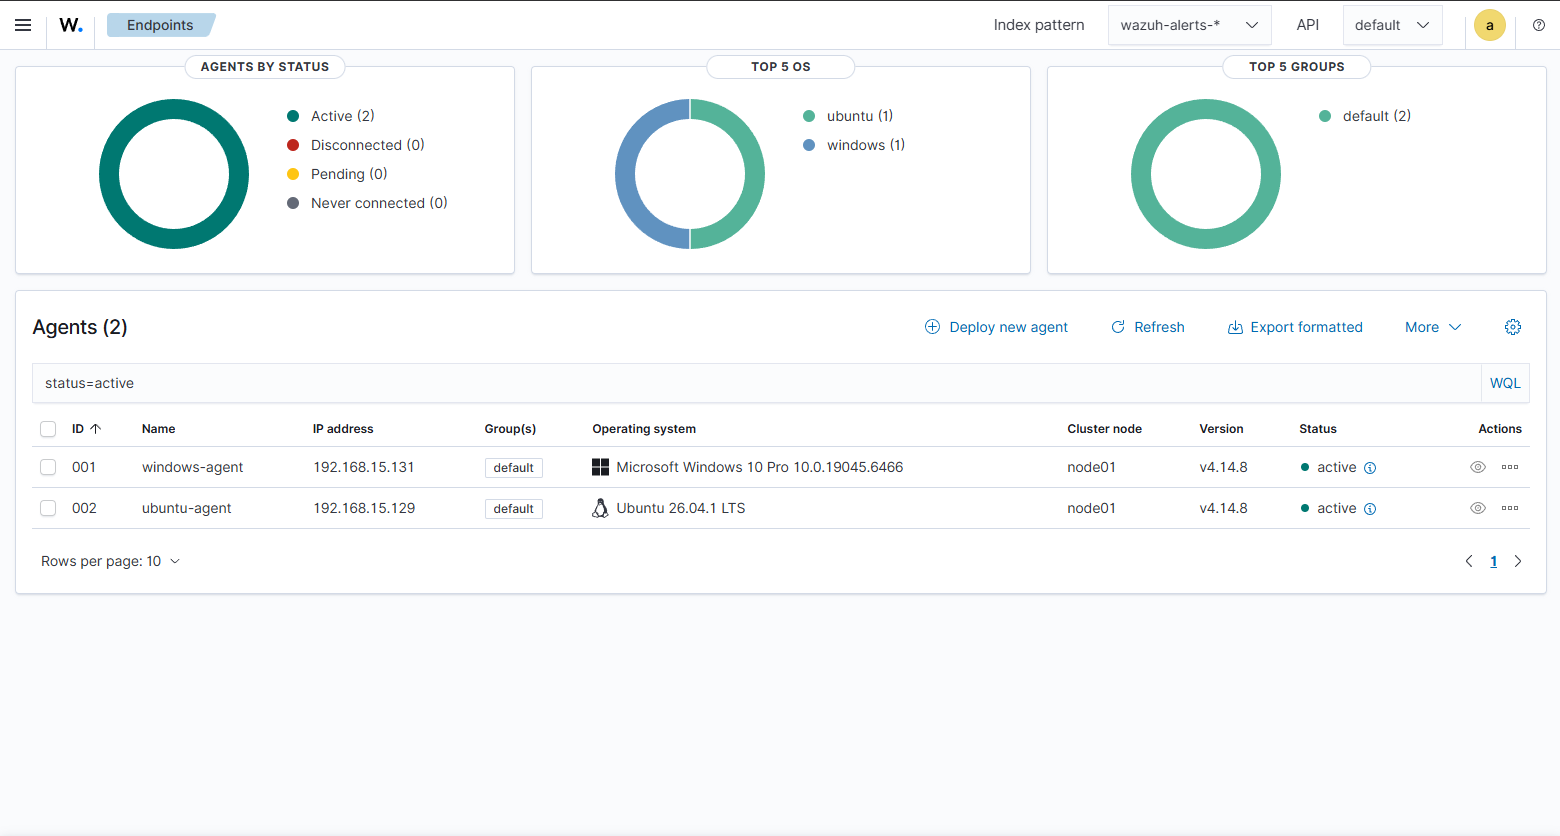 W. Endpoints Index pattern wazuh-alerts-* API default a
AGENTS BY STATUS
Active (2)
Disconnected (0)
Pending (0)
Never connected (0)
TOP 5 OS
ubuntu (1)
windows (1)
TOP 5 GROUPS
default (2)
Agents (2) Deploy new agent Refresh Export formatted More
status=active WQL
ID Name IP address Group(s) Operating system Cluster node Version Status Actions
001 windows-agent 192.168.15.131 default Microsoft Windows 10 Pro 10.0.19045.6466 node01 v4.14.8 active
002 ubuntu-agent 192.168.15.129 default Ubuntu 26.04.1 LTS node01 v4.14.8 active
Rows per page: 10 1